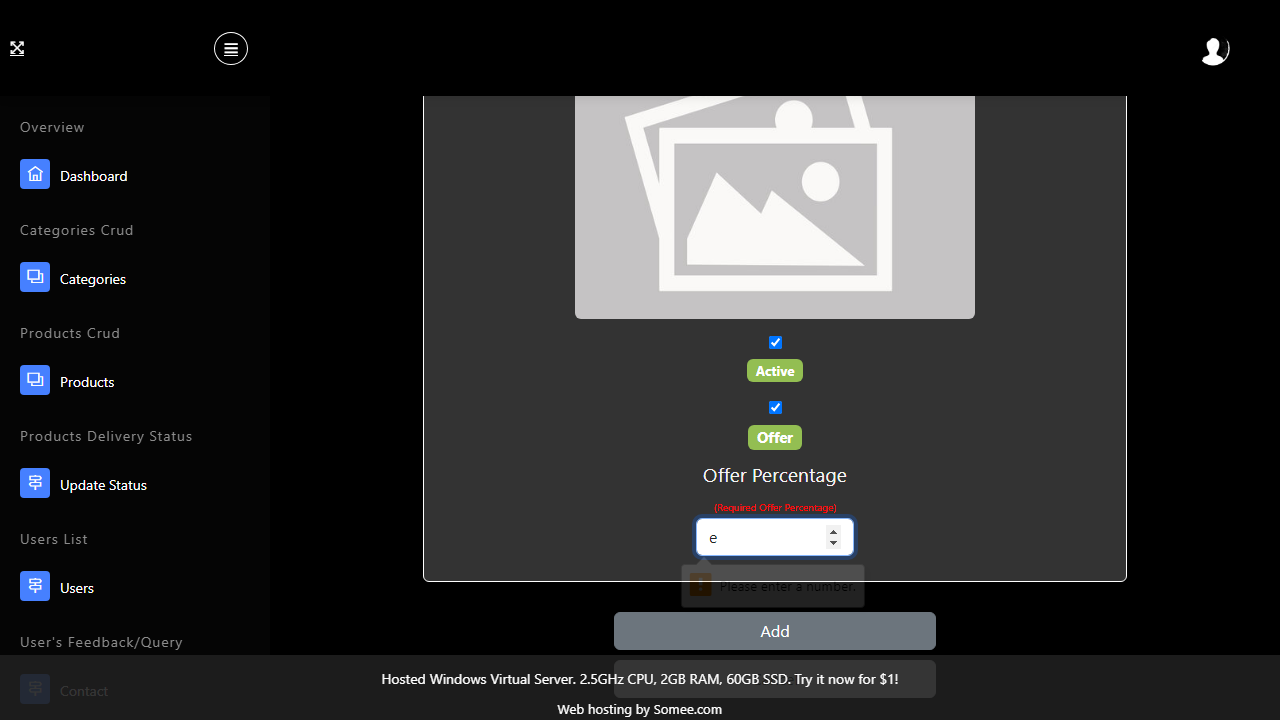 Overview
Dashboard
Categories Crud
Categories
Products Crud
Products
Products Delivery Status
Update Status
Users List
Users
User's Feedback/Query
Contact
Active
Offer
Offer Percentage
(Required Offer Percentage)
e
Please enter a number.
Add
Hosted Windows Virtual Server. 2.5GHz CPU, 2GB RAM, 60GB SSD. Try it now for $1!
Web hosting by Somee.com